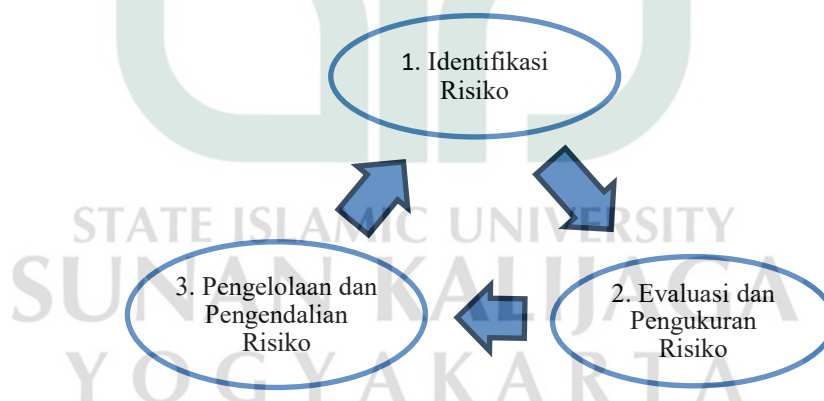 1. Identifikasi
Risiko
STATE ISLAMIC UNIVERSITY
SUNAN KALIJAGA
YOGYAKARTA
3. Pengelolaan dan
Pengendalian
Risiko
2. Evaluasi dan
Pengukuran
Risiko